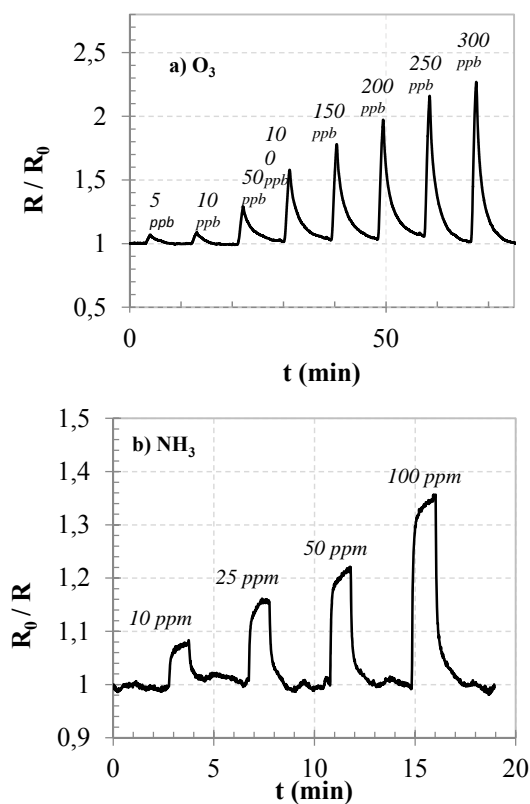 a) O3
5
ppb
10
ppb
50
ppb
10
0
ppb
150
ppb
200
ppb
250
ppb
300
ppb
2,5
2
1,5
1
0,5
R / R0
0
50
t (min)
b) NH3
10 ppm
25 ppm
50 ppm
100 ppm
1,5
1,4
1,3
1,2
1,1
1
0,9
R0 / R
0
5
10
15
20
t (min)